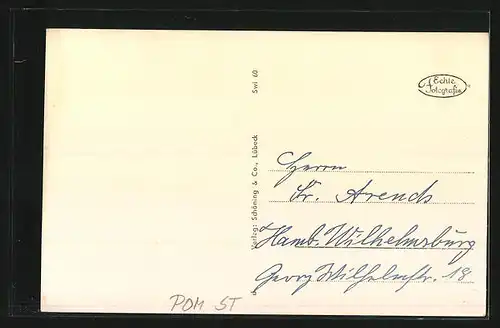 Echte
Fotografie
Verlag: Schöning & Co., Lübeck
Swi 60
Herrn
Fr. Arends
Hamb. Wilhelmsburg
Georg Wilhelmstr. 18
POM ST